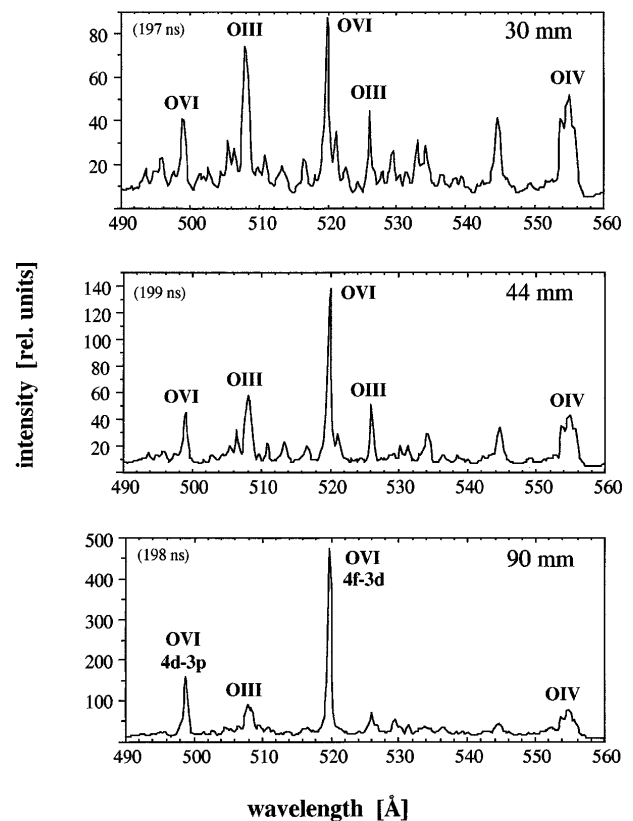 (197 ns) OIII OVI 30 mm
80
60
OVI OIII OIV
40
20
490 500 510 520 530 540 550 560
intensity [rel. units]
(199 ns) OVI 44 mm
140
120
100
80
OVI OIII OIII OIV
60
40
20
490 500 510 520 530 540 550 560
500
(198 ns) OVI 90 mm
4f-3d
400
300
OVI
4d-3p
200
OIII OIV
100
490 500 510 520 530 540 550 560
wavelength [Å]